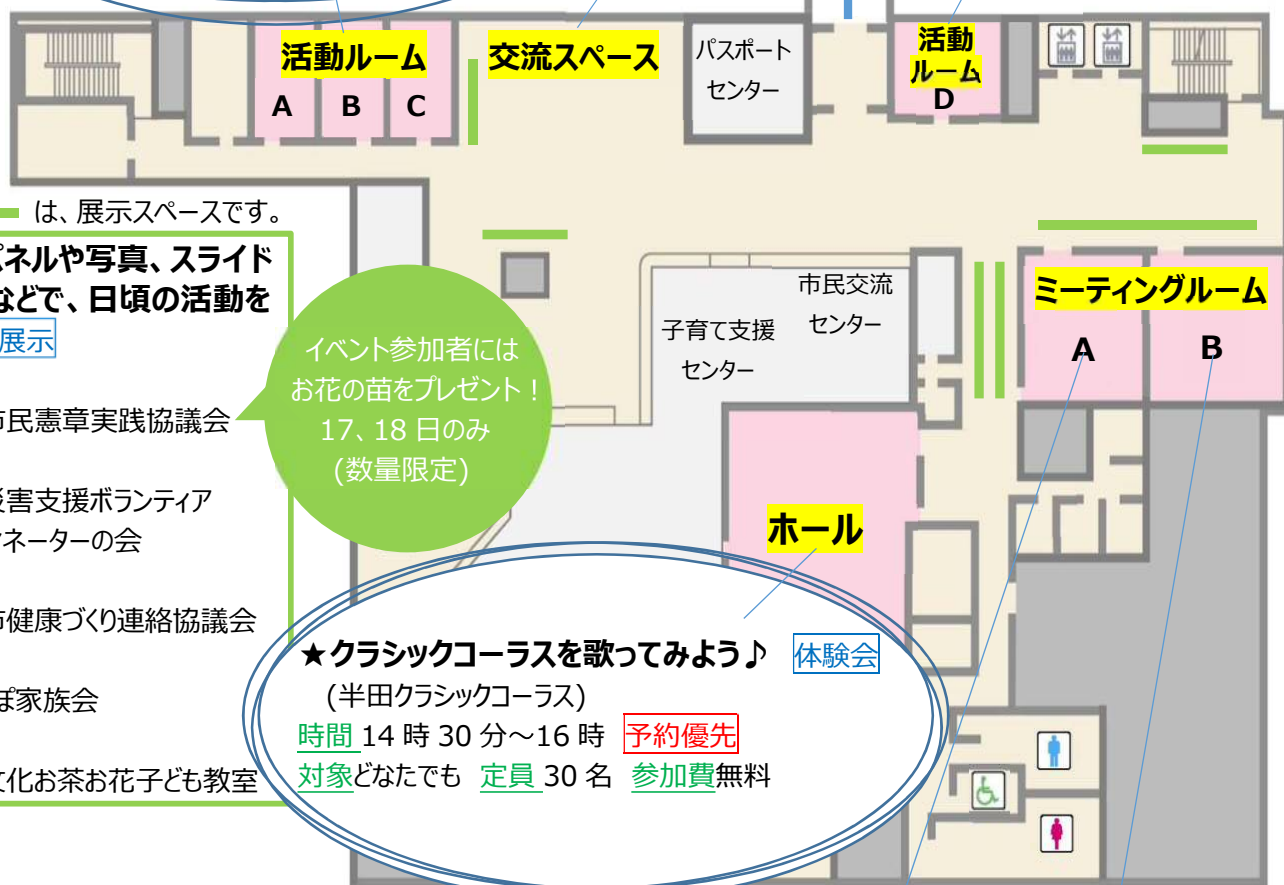 活動ルーム
A B C
交流スペース
パスポート
センター
活動
ルーム
D
は、展示スペースです。
パネルや写真、スライド
などで、日頃の活動を
展示
市民憲章実践協議会
災害支援ボランティア
ネーターの会
市健康づくり連絡協議会
ぽ家族会
文化お茶お花子ども教室
イベント参加者には
お花の苗をプレゼント！
17、18 日のみ
(数量限定)
子育て支援
センター
市民交流
センター
ミーティングルーム
A B
ホール
★クラシックコーラスを歌ってみよう♪ 体験会
(半田クラシックコーラス)
時間 14 時 30 分～16 時 予約優先
対象どなたでも 定員 30 名 参加費無料